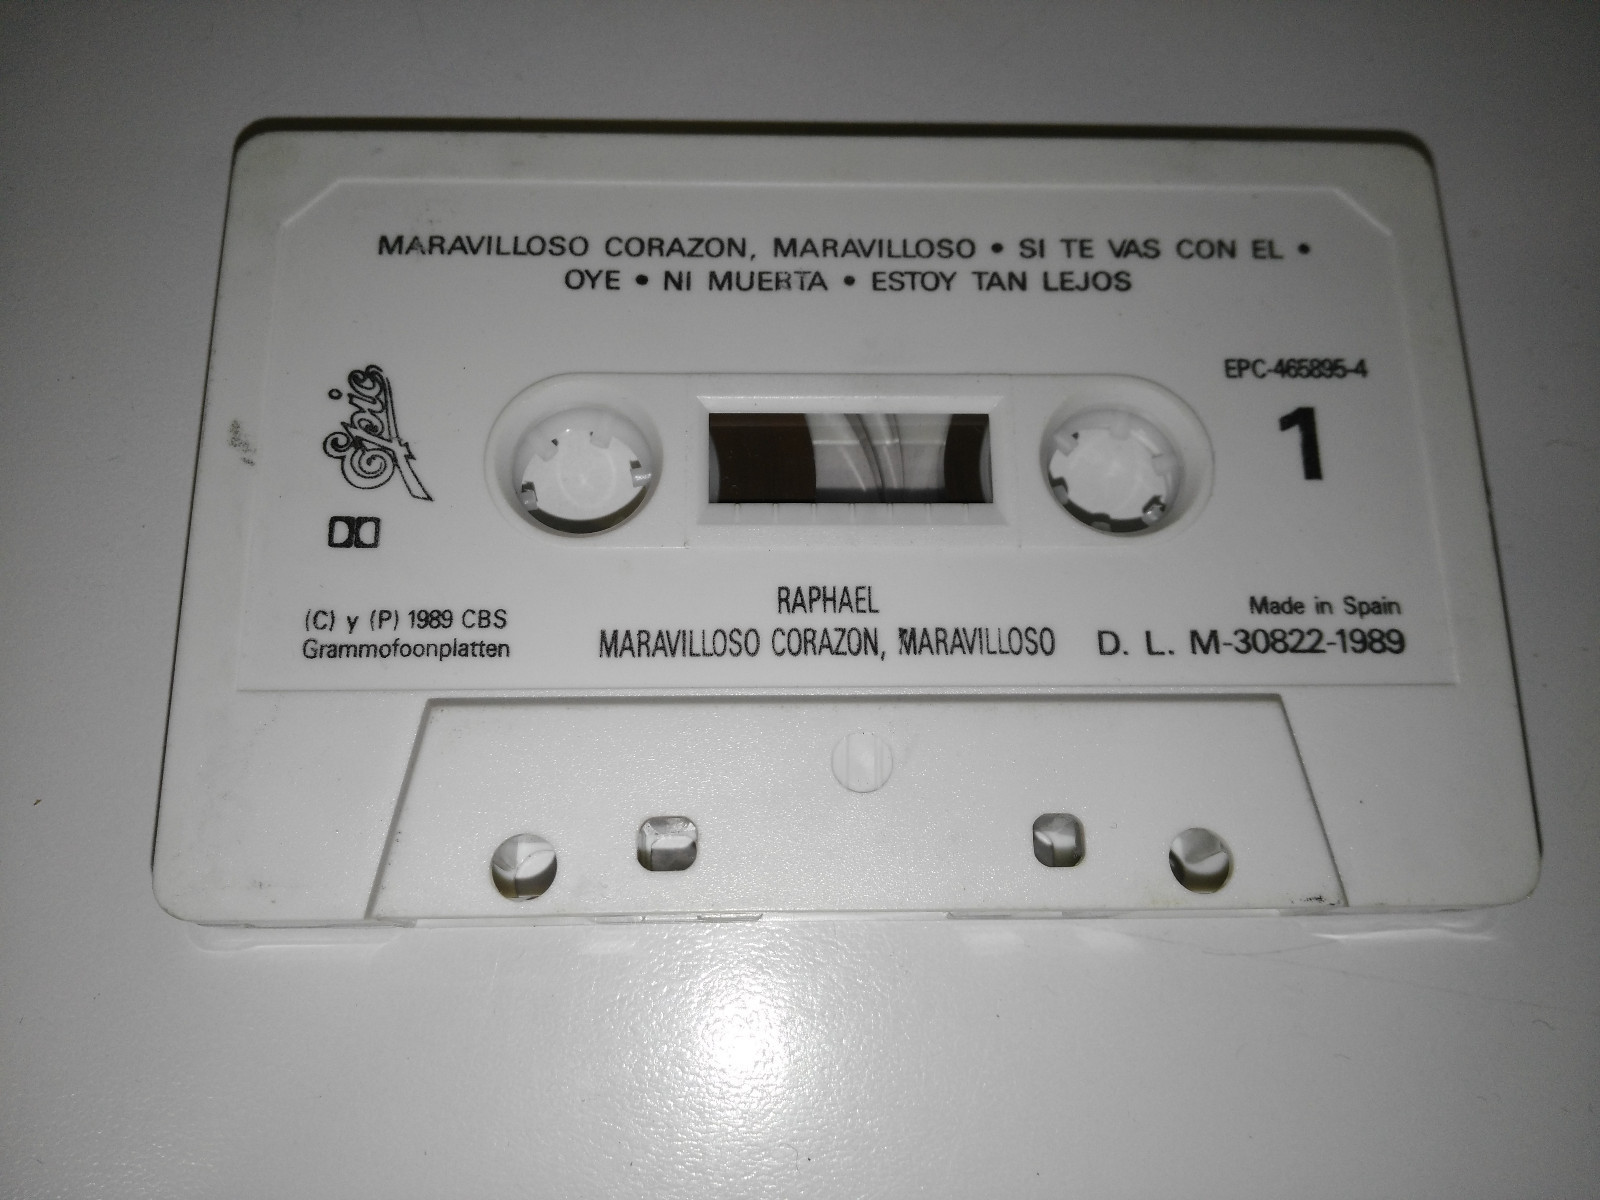 MARAVILLOSO CORAZON, MARAVILLOSO • SI TE VAS CON EL •
OYE • NI MUERTA • ESTOY TAN LEJOS
EPC-465895-4
Epic
1
RAPHAEL
MARAVILLOSO CORAZON, MARAVILLOSO
(C) y (P) 1989 CBS
Grammofoonplatten
Made in Spain
D. L. M-30822-1989